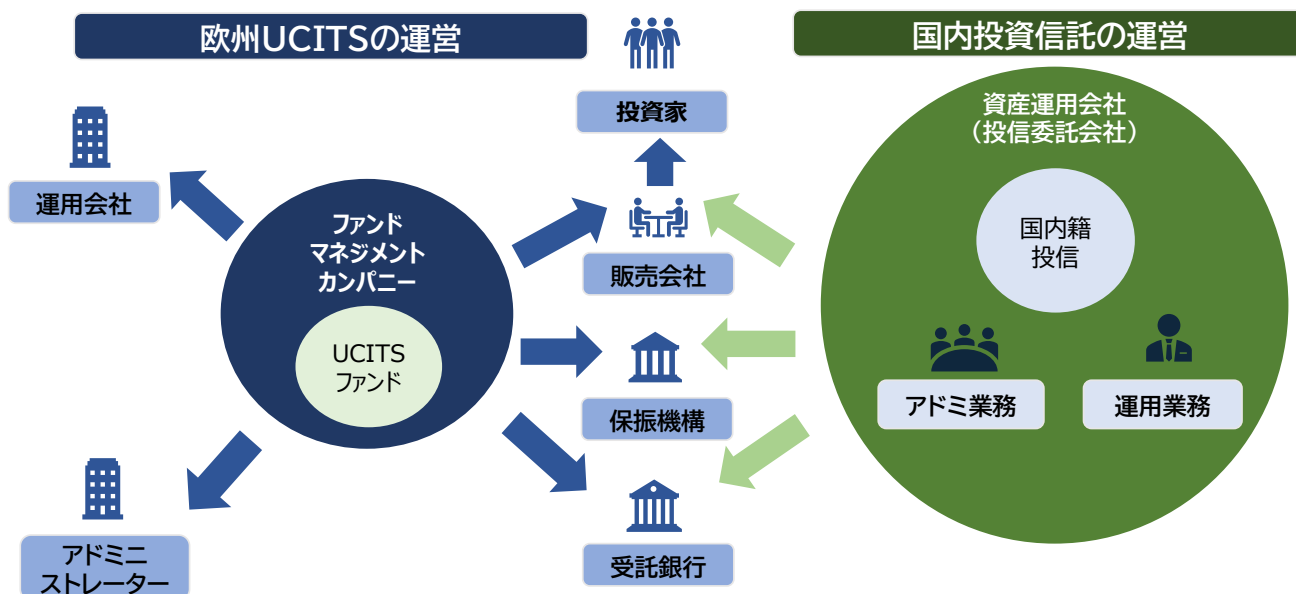 欧州UCITSの運営
国内投資信託の運営
投資家
資産運用会社
（投信委託会社）
運用会社
ファンド
マネジメント
カンパニー
国内籍
投信
販売会社
UCITS
ファンド
アドミ業務
運用業務
保振機構
アドミニ
ストレーター
受託銀行